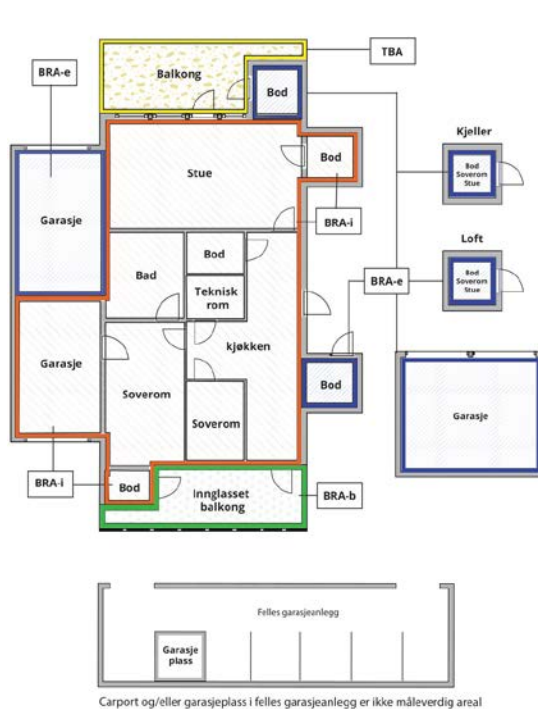 TBA
BRA-e
Balkong
Bod
Kjeller
Bod
Soverom
Stue
Stue
Bod
Garasje
BRA-i
Loft
Bod
Soverom
Stue
Bad
Bod
Teknisk
rom
BRA-e
kjøkken
Garasje
Soverom
Soverom
Bod
Garasje
BRA-i
Bod
Innglasset
balkong
BRA-b
Felles garasjeanlegg
Garasje
plass
Carport og/eller garasjeplass i felles garasjeanlegg er ikke måleverdig areal